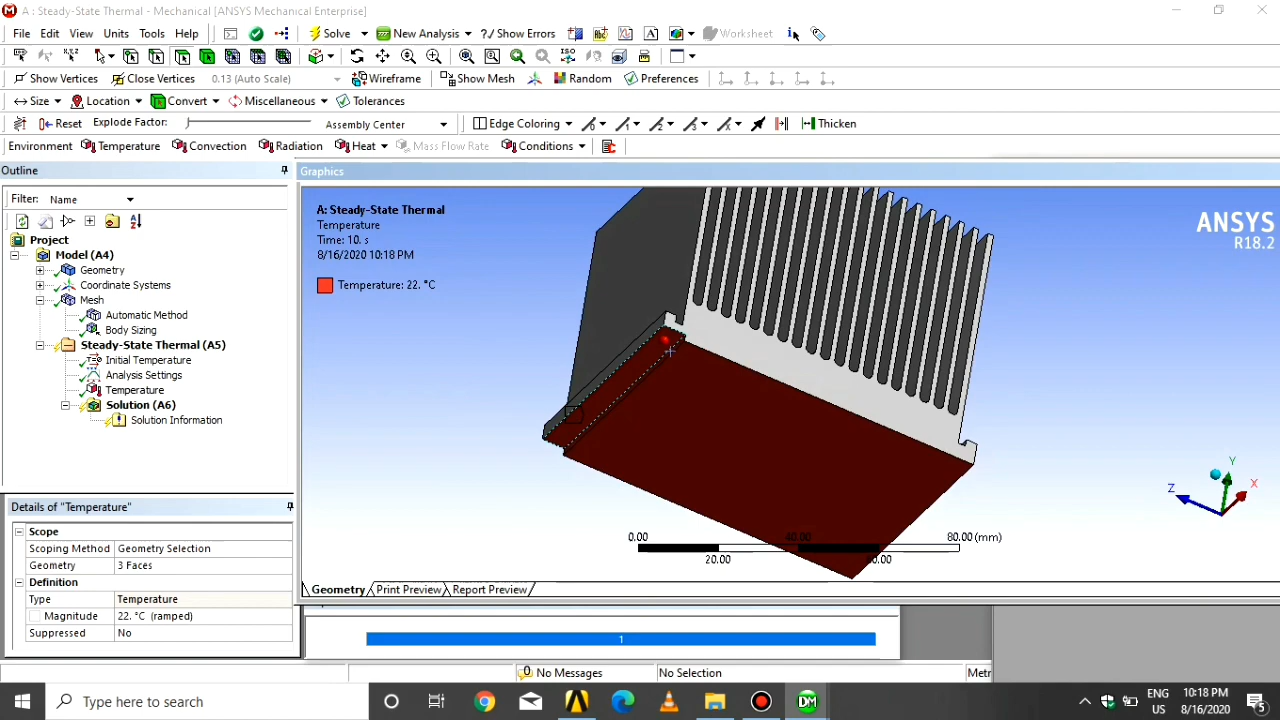 A : Steady-State Thermal - Mechanical [ANSYS Mechanical Enterprise]
File Edit View Units Tools Help Solve New Analysis ?/ Show Errors Worksheet
Show Vertices Close Vertices 0.13 (Auto Scale) Wireframe Show Mesh Random Preferences
Size Location Convert Miscellaneous Tolerances
Reset Explode Factor: Assembly Center Edge Coloring Thicken
Environment Temperature Convection Radiation Heat Mass Flow Rate Conditions
Outline
Filter: Name
Project
Model (A4)
Geometry
Coordinate Systems
Mesh
Automatic Method
Body Sizing
Steady-State Thermal (A5)
Initial Temperature
Analysis Settings
Temperature
Solution (A6)
Solution Information
Details of "Temperature"
Scope
Scoping Method Geometry Selection
Geometry 3 Faces
Definition
Type Temperature
Magnitude 22. °C (ramped)
Suppressed No
Graphics
A: Steady-State Thermal
Temperature
Time: 10. s
8/16/2020 10:18 PM
Temperature: 22. °C
ANSYS
R18.2
Y
X
Z
0.00 40.00 80.00 (mm)
20.00 60.00
Geometry Print Preview Report Preview
1
0 No Messages No Selection Metr
Type here to search
ENG
US
10:18 PM
8/16/2020
5